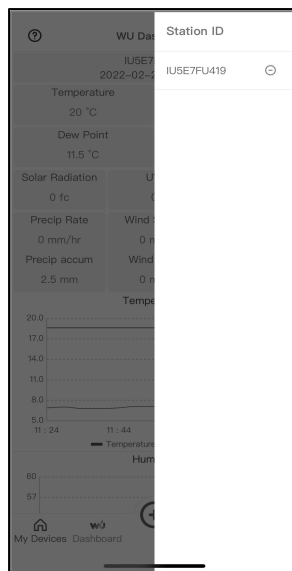 ?
WU Das
IU5E7
2022-02-2
Temperature
20 °C
Dew Point
11.5 °C
Solar Radiation
U
0 fc
Precip Rate
Wind
0 mm/hr
Precip accum
Wind
2.5 mm
Tempe
20.0
17.0
14.0
11.0
8.0
5.0
11 : 24
11 : 44
Temperature
Hum
60
57
My Devices
wu
Dashboard
Station ID
IU5E7FU419